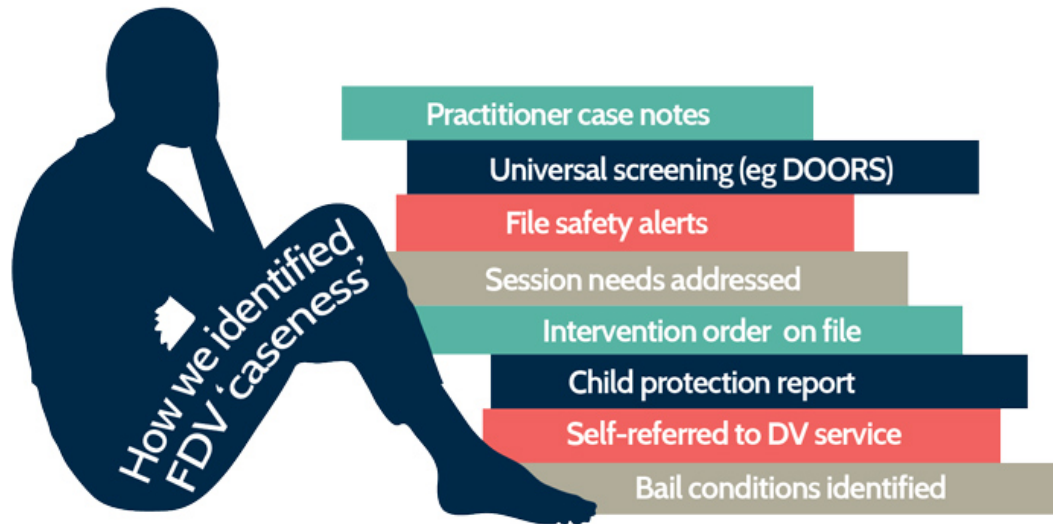 How we identified
FDV 'caseness'
Practitioner case notes
Universal screening (eg DOORS)
File safety alerts
Session needs addressed
Intervention order on file
Child protection report
Self-referred to DV service
Bail conditions identified